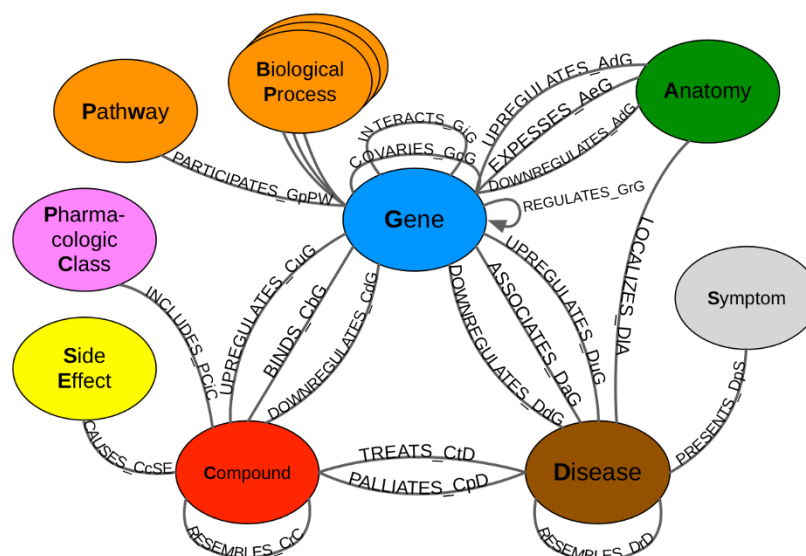 Biological
Process
Pathway
Anatomy
UPREGULATES_AdG
EXPESSES_AeG
DOWNREGULATES_AdG
INTERACTS_GiG
COVARIES_GcG
PARTICIPATES_GpPW
REGULATES_GrG
Gene
Pharma-
cologic
Class
Side
Effect
Symptom
INCLUDES_PCiC
UPREGULATES_CuG
BINDS_CbG
DOWNREGULATES_CdG
DOWNREGULATES_DdG
ASSOCIATES_DaG
UPREGULATES_DuG
LOCALIZES_DlA
PRESENTS_DpS
CAUSES_CcSE
Compound
TREATS_CtD
PALLIATES_CpD
Disease
RESEMBLES_CrC
RESEMBLES_DrD